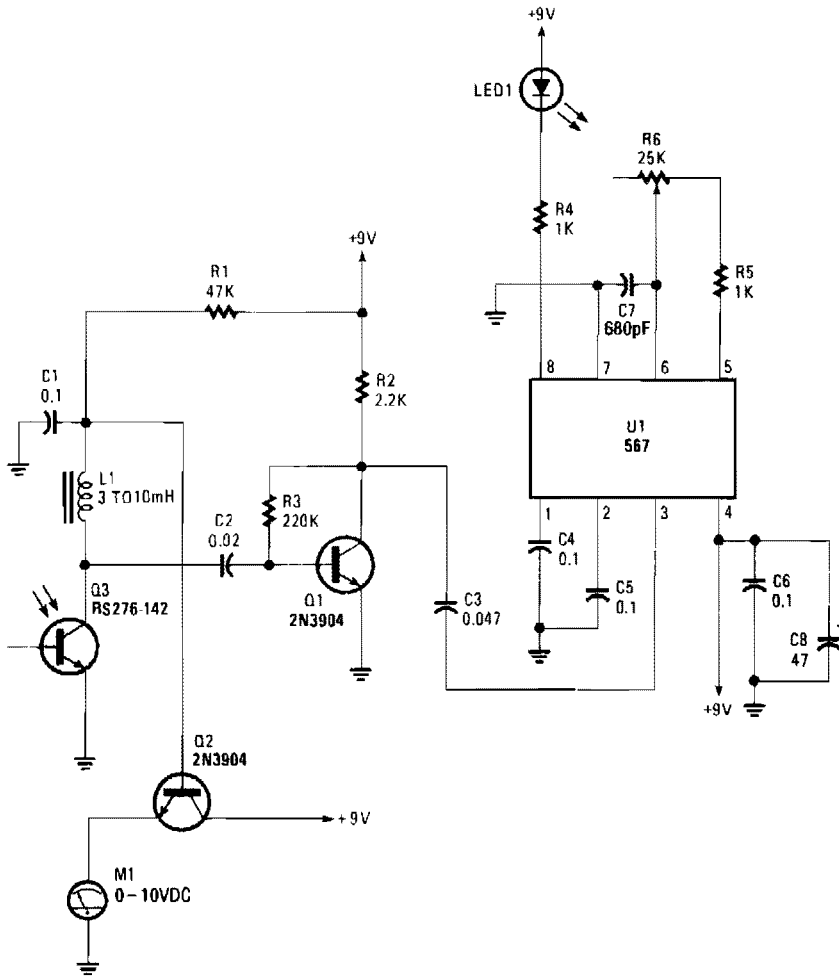 +9V
LED1
R6
25K
R4
1K
+9V
R1
47K
R5
1K
C7
680pF
C1
0.1
R2
2.2K
8
7
6
5
U1
567
L1
3 TO 10mH
R3
220K
C2
0.02
1
2
3
4
C4
0.1
Q3
RS276-142
Q1
2N3904
C3
0.047
C5
0.1
C6
0.1
C8
47
+9V
Q2
2N3904
+9V
M1
0-10VDC